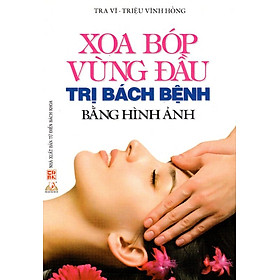 TRA VĨ - TRIỆU VĨNH HỒNG
XOA BÓP
VÙNG ĐẦU
TRỊ BÁCH BỆNH
BẰNG HÌNH ẢNH
NHÀ XUẤT BẢN TỪ ĐIỂN BÁCH KHOA